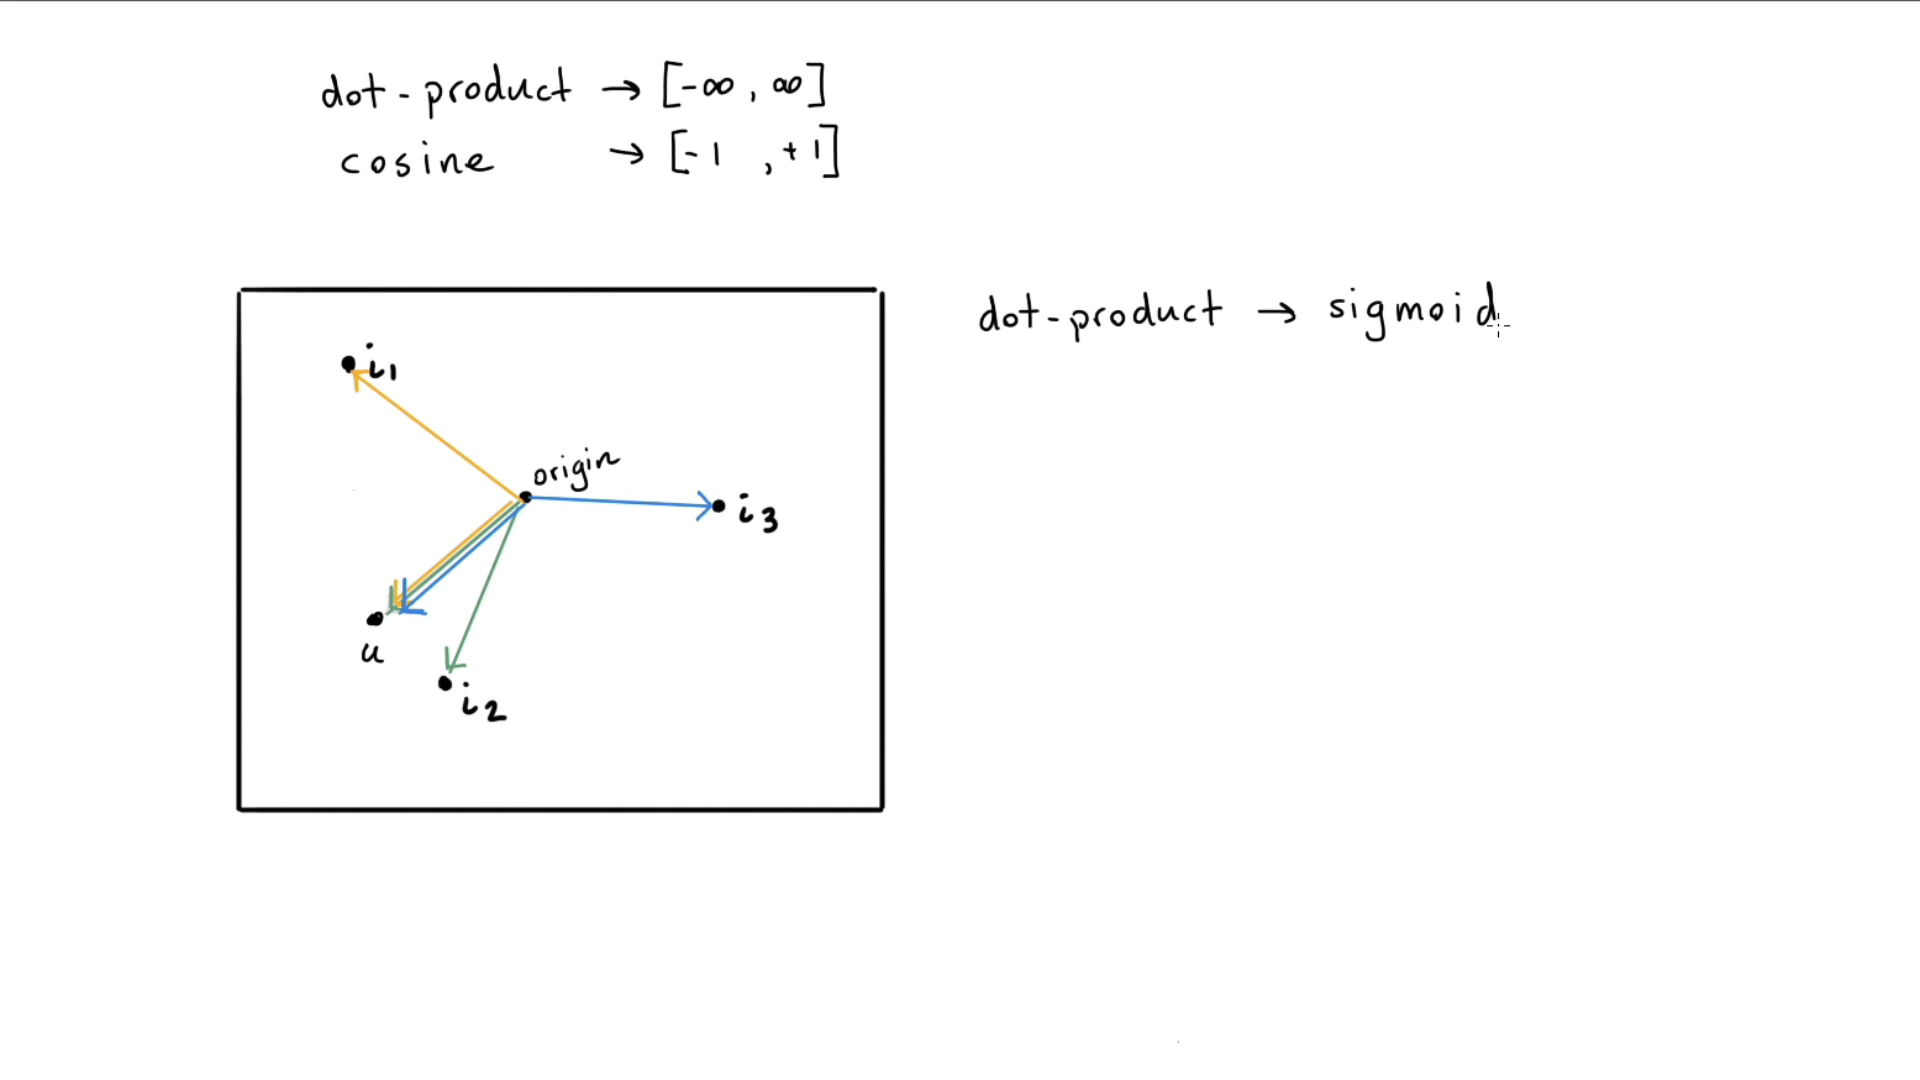 dot-product → [-∞, ∞]
cosine → [-1, +1]
dot-product → sigmoid
i1
origin
i3
u
i2